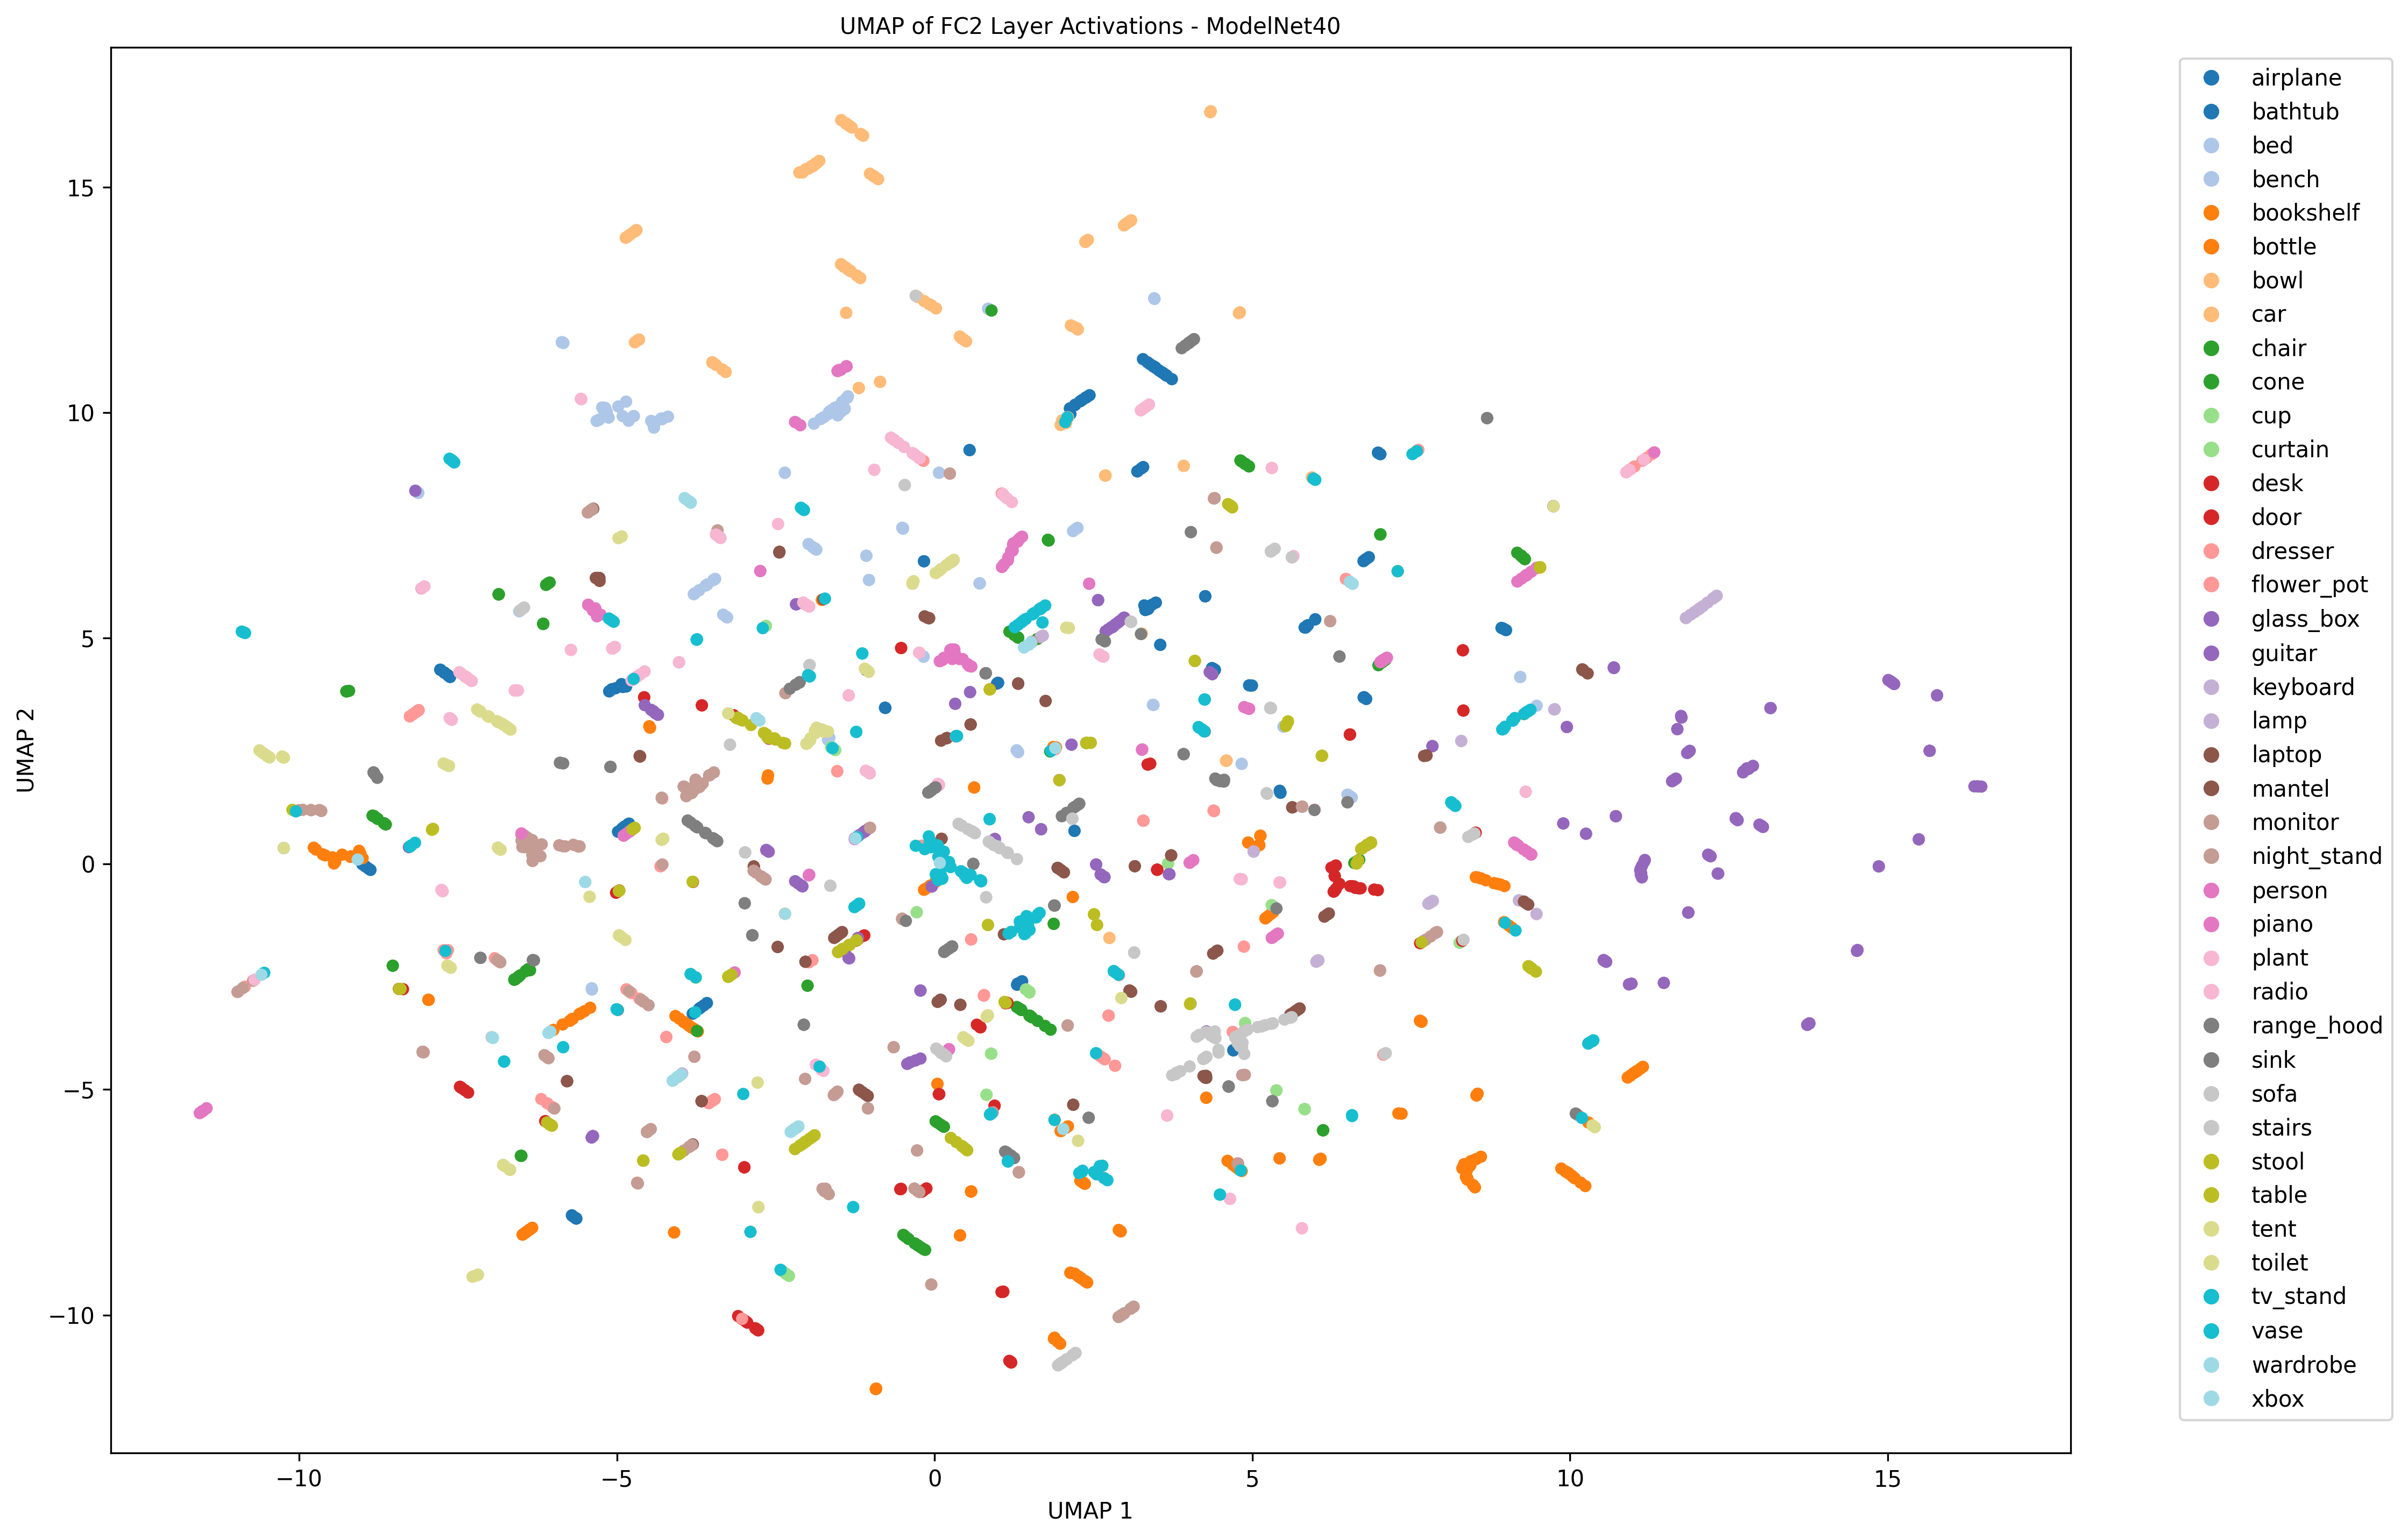 UMAP of FC2 Layer Activations - ModelNet40
15
10
5
0
−5
−10
UMAP 2
−10
−5
0
5
10
15
UMAP 1
airplane
bathtub
bed
bench
bookshelf
bottle
bowl
car
chair
cone
cup
curtain
desk
door
dresser
flower_pot
glass_box
guitar
keyboard
lamp
laptop
mantel
monitor
night_stand
person
piano
plant
radio
range_hood
sink
sofa
stairs
stool
table
tent
toilet
tv_stand
vase
wardrobe
xbox